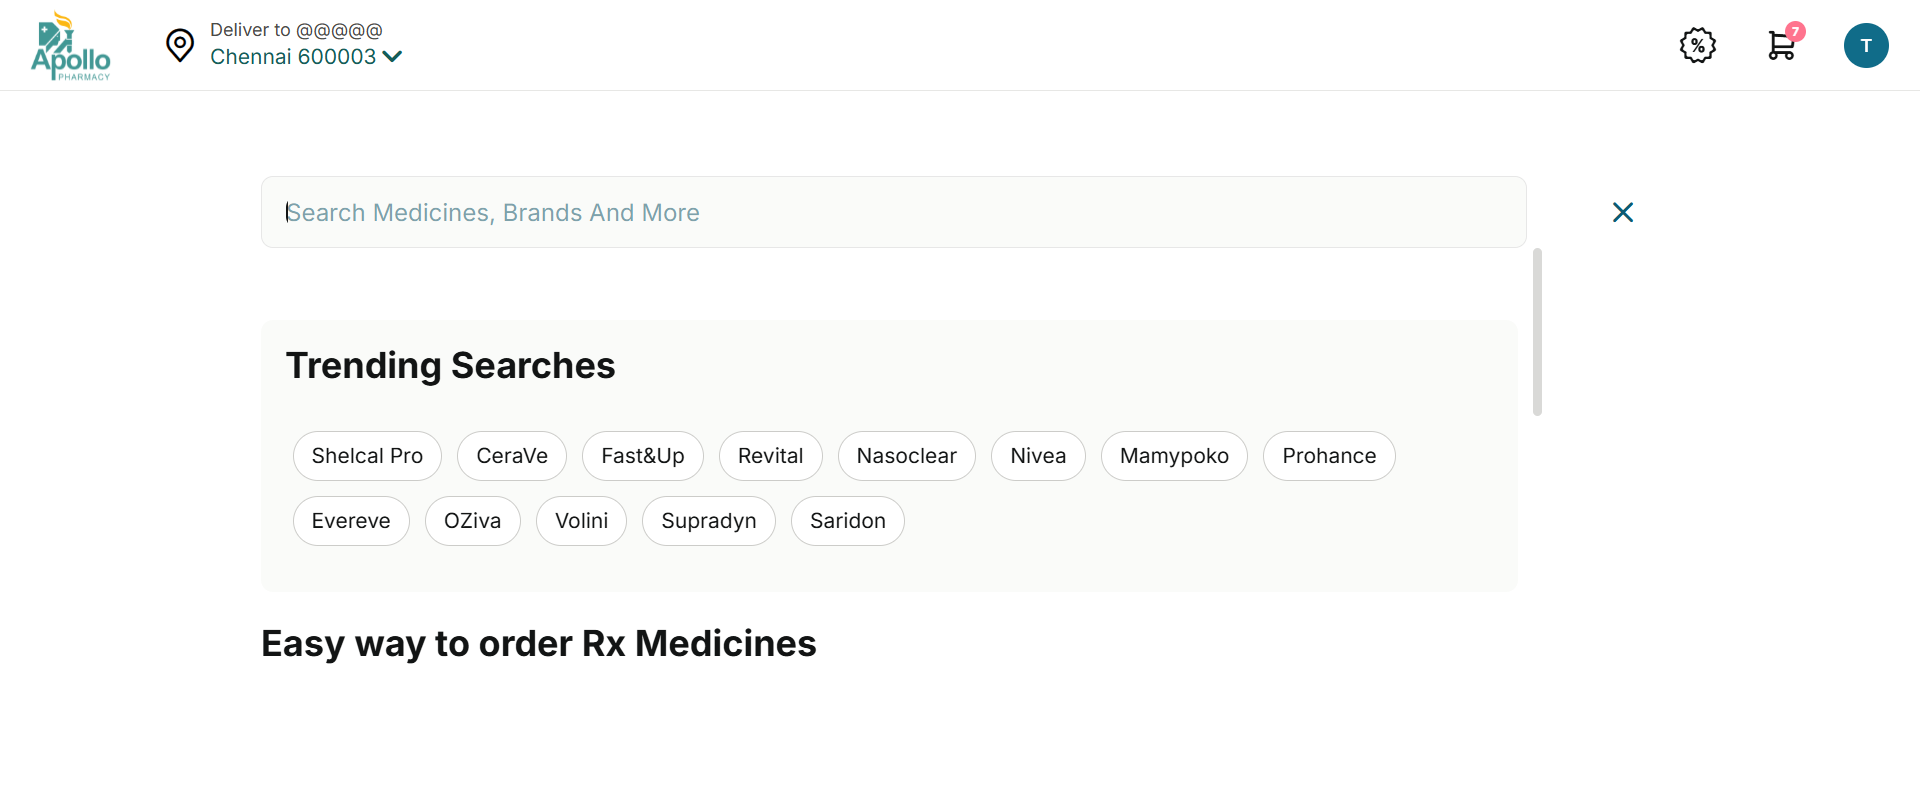 Apollo
PHARMACY
Deliver to @@@@@
Chennai 600003
%
7
T
Search Medicines, Brands And More
Trending Searches
Shelcal Pro CeraVe Fast&Up Revital Nasoclear Nivea Mamypoko Prohance
Evereve OZiva Volini Supradyn Saridon
Easy way to order Rx Medicines